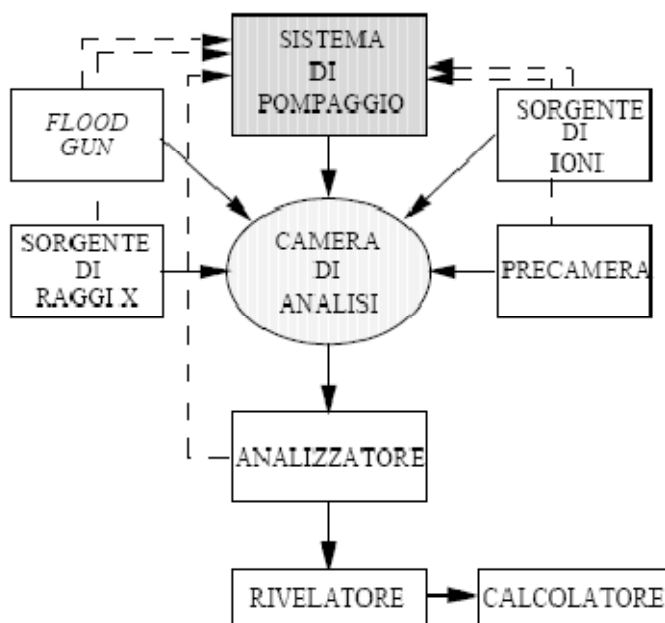 SISTEMA
DI
POMPAGGIO
FLOOD
GUN
SORGENTE
DI
IONI
SORGENTE
DI
RAGGI X
CAMERA
DI
ANALISI
PRECAMERA
ANALIZZATORE
RIVELATORE
CALCOLATORE